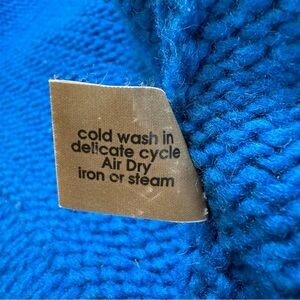 cold wash in
delicate cycle
Air Dry
iron or steam